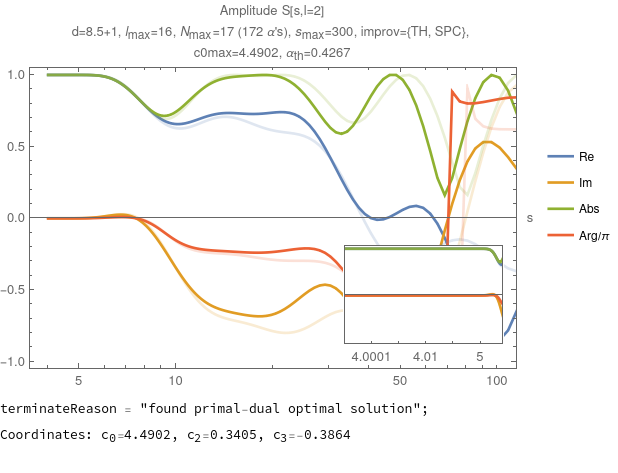 Amplitude S[s,l=2]
d=8.5+1, lmax=16, Nmax=17 (172 α's), smax=300, improv={TH, SPC},
c0max=4.4902, αth=0.4267
1.0
0.5
0.0
-0.5
-1.0
s
Re
Im
Abs
Arg/π
4.0001 4.01 5
5 10 50 100
terminateReason = "found primal-dual optimal solution";
Coordinates: c0=4.4902, c2=0.3405, c3=-0.3864